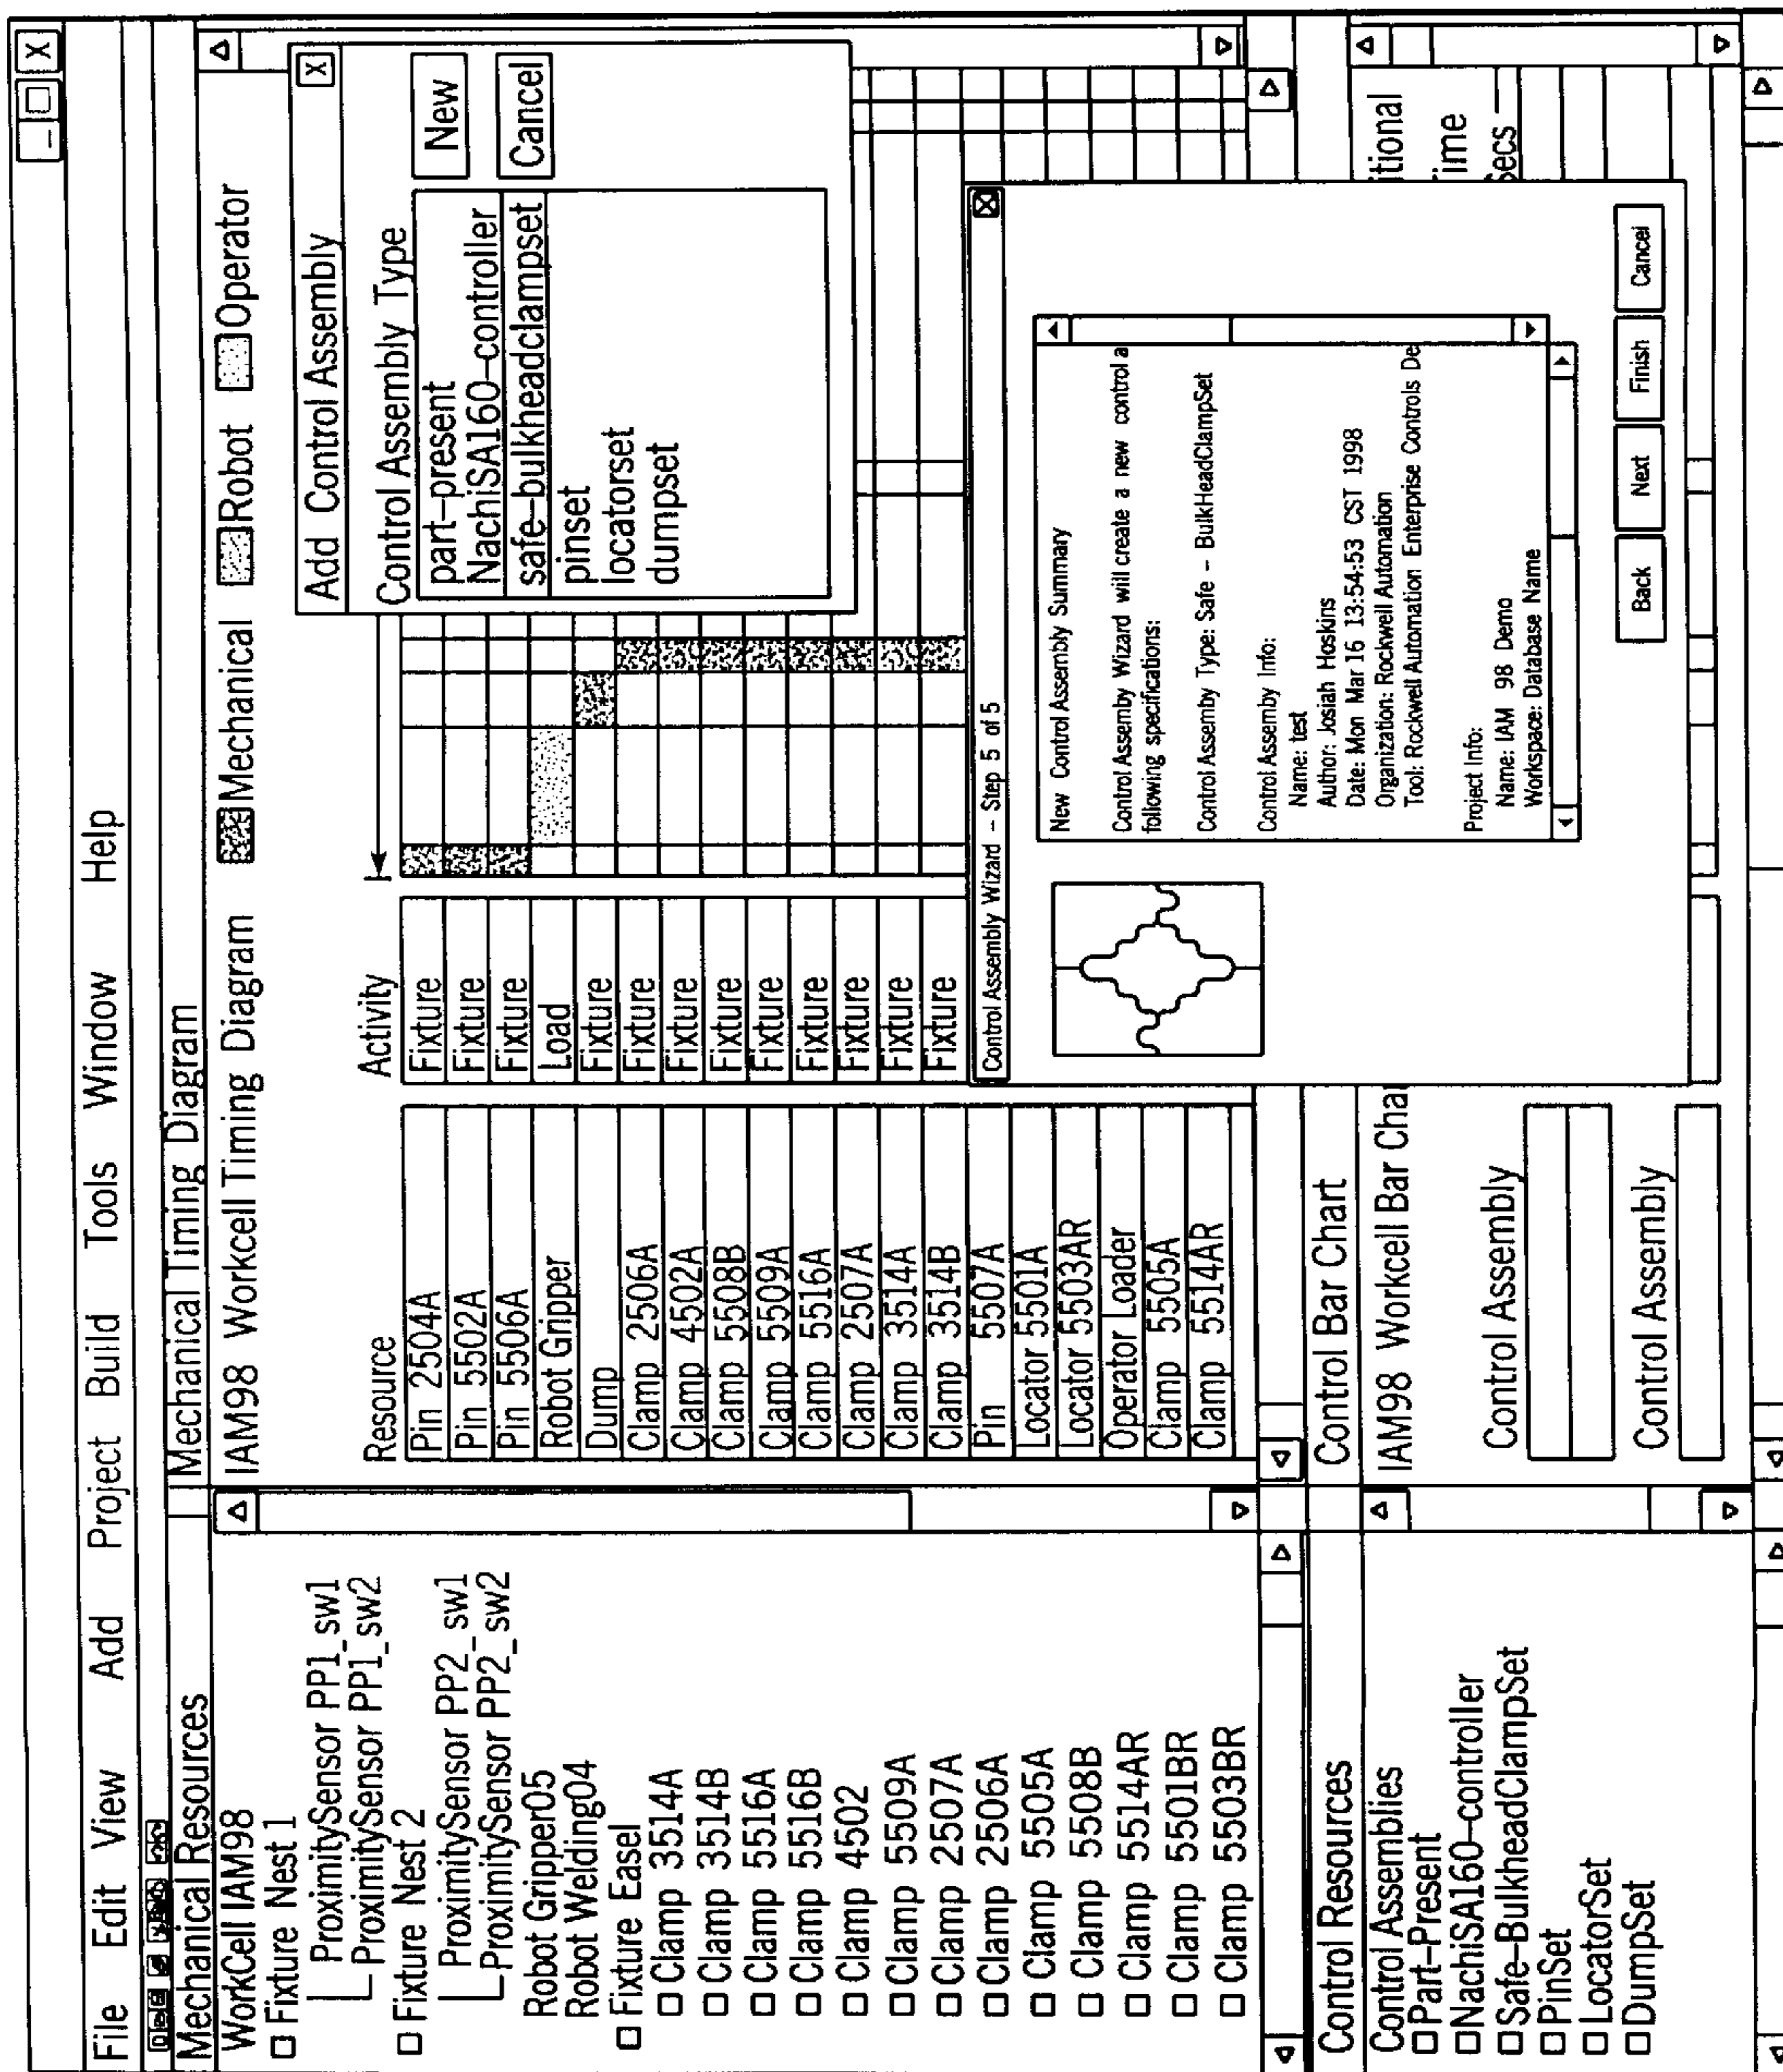 File Edit View Add Project Build Tools Window Help
Mechanical Resources
WorkCell IAM98
Fixture Nest 1
ProximitySensor PP1_sw1
ProximitySensor PP1_sw2
Fixture Nest 2
ProximitySensor PP2_sw1
ProximitySensor PP2_sw2
Robot Gripper05
Robot Welding04
Fixture Easel
Clamp 3514A
Clamp 3514B
Clamp 5516A
Clamp 5516B
Clamp 4502
Clamp 5509A
Clamp 2507A
Clamp 2506A
Clamp 5505A
Clamp 5508B
Clamp 5514AR
Clamp 5501BR
Clamp 5503BR
Control Resources
Control Assemblies
Part-Present
NachiSA160-controller
Safe-BulkheadClampSet
PinSet
LocatorSet
DumpSet
Mechanical Timing Diagram
IAM98 Workcell Timing Diagram Mechanical Robot Operator
Resource Activity
Pin 2504A Fixture
Pin 5502A Fixture
Pin 5506A Fixture
Robot Gripper Load
Dump Fixture
Clamp 2506A Fixture
Clamp 4502A Fixture
Clamp 5508B Fixture
Clamp 5509A Fixture
Clamp 5516A Fixture
Clamp 2507A Fixture
Clamp 3514A Fixture
Clamp 3514B Fixture
Pin 5507A
Locator 5501A
Locator 5503AR
Operator Loader
Clamp 5505A
Clamp 5514AR
Add Control Assembly X
Control Assembly Type
part-present
NachiSA160-controller
safe-bulkheadclampset
pinset
locatorset
dumpset
New
Cancel
Control Assembly Wizard - Step 5 of 5
New Control Assembly Summary
Control Assemby Wizard will create a new control a
following specifications:
Control Assemby Type: Safe - BulkHeadClampSet
Control Assemby Info:
Name: test
Author: Josiah Hoskins
Date: Mon Mar 16 13:54:53 CST 1998
Organization: Rockwell Automation
Tool: Rockwell Automation Enterprise Controls De
Project Info:
Name: IAM 98 Demo
Workspace: Database Name
Back Next Finish Cancel
Control Bar Chart
IAM98 Workcell Bar Cha
Control Assembly
Control Assembly
itional
ime
Secs